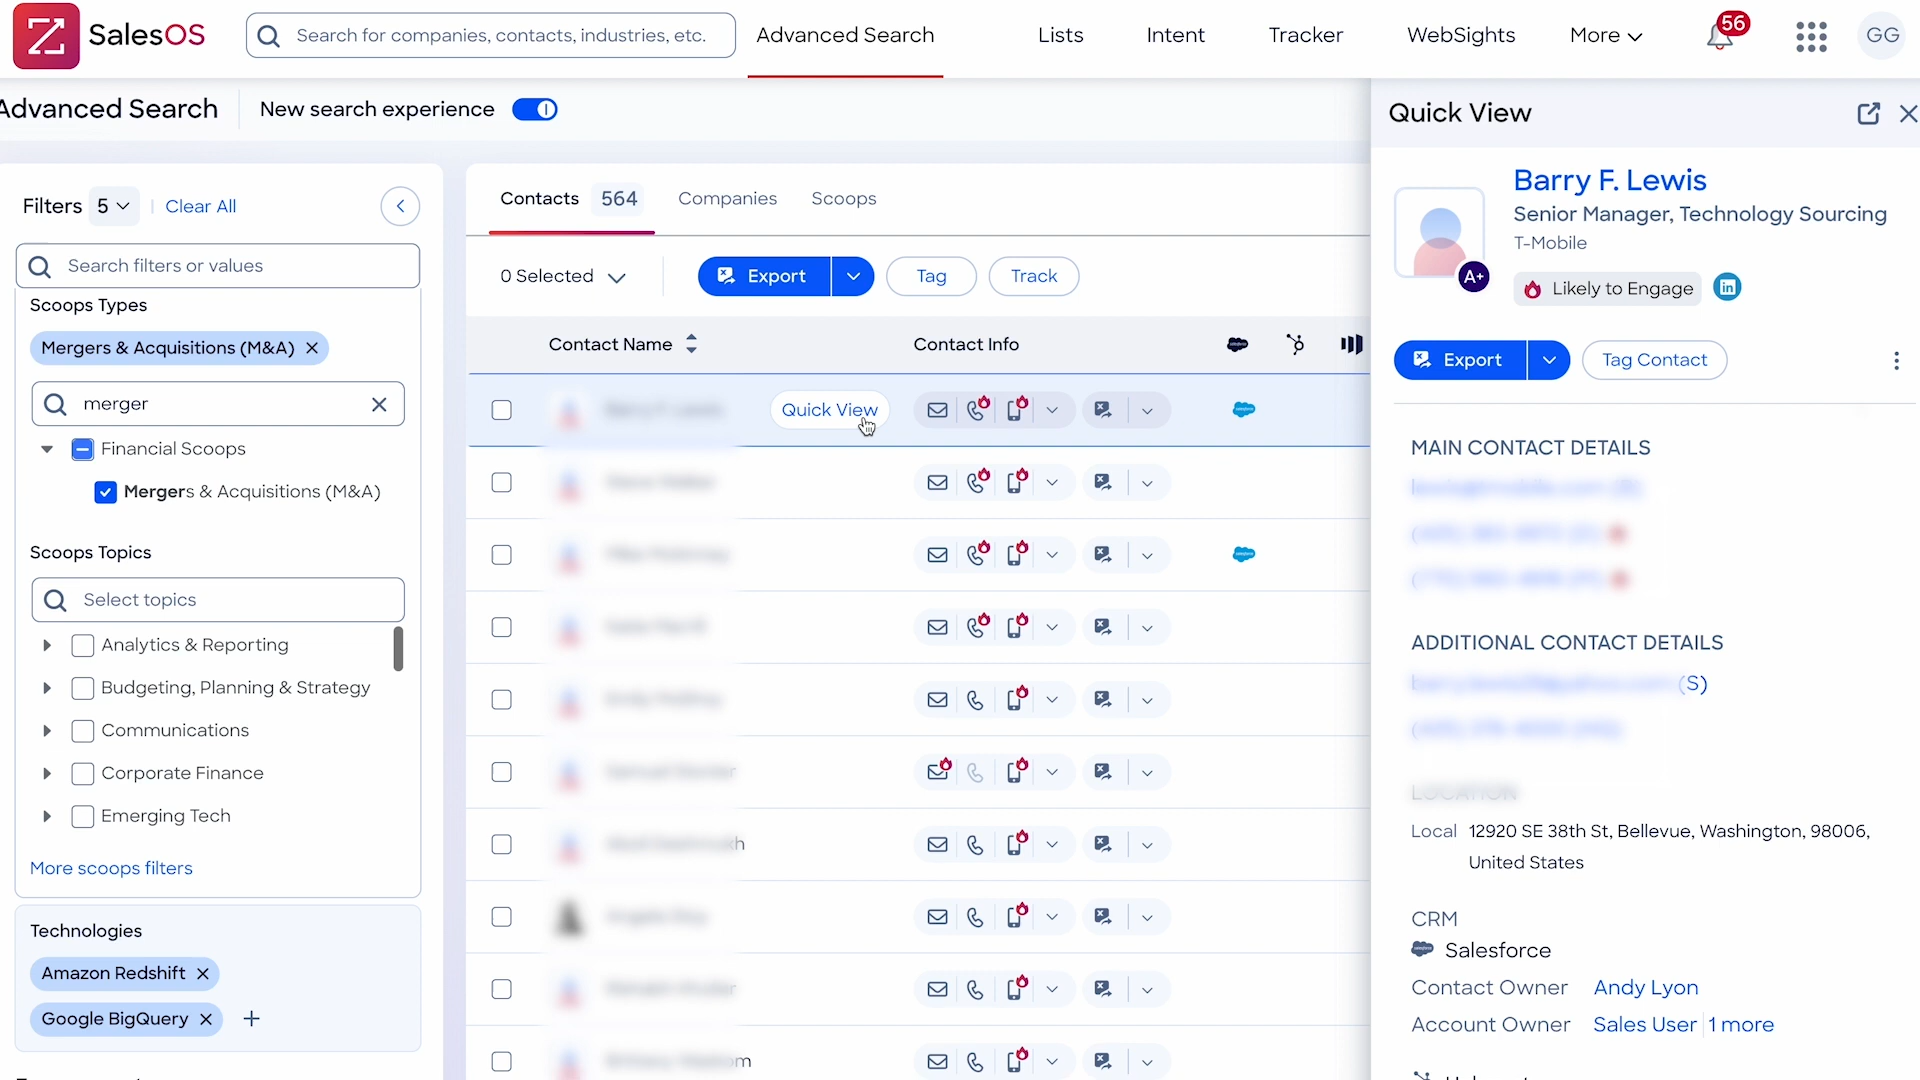 SalesOS
Search for companies, contacts, industries, etc.
Advanced Search
Lists
Intent
Tracker
WebSights
More
56
GG
Advanced Search
New search experience
Filters 5
Clear All
Search filters or values
Scoops Types
Mergers & Acquisitions (M&A)
merger
Financial Scoops
Mergers & Acquisitions (M&A)
Scoops Topics
Select topics
Analytics & Reporting
Budgeting, Planning & Strategy
Communications
Corporate Finance
Emerging Tech
More scoops filters
Technologies
Amazon Redshift
Google BigQuery
Contacts 564
Companies
Scoops
0 Selected
Export
Tag
Track
Contact Name
Contact Info
Quick View
Quick View
Barry F. Lewis
Senior Manager, Technology Sourcing
T-Mobile
A+
Likely to Engage
in
Export
Tag Contact
MAIN CONTACT DETAILS
ADDITIONAL CONTACT DETAILS
(S)
LOCATION
Local 12920 SE 38th St, Bellevue, Washington, 98006,
United States
CRM
Salesforce
Contact Owner Andy Lyon
Account Owner Sales User 1 more